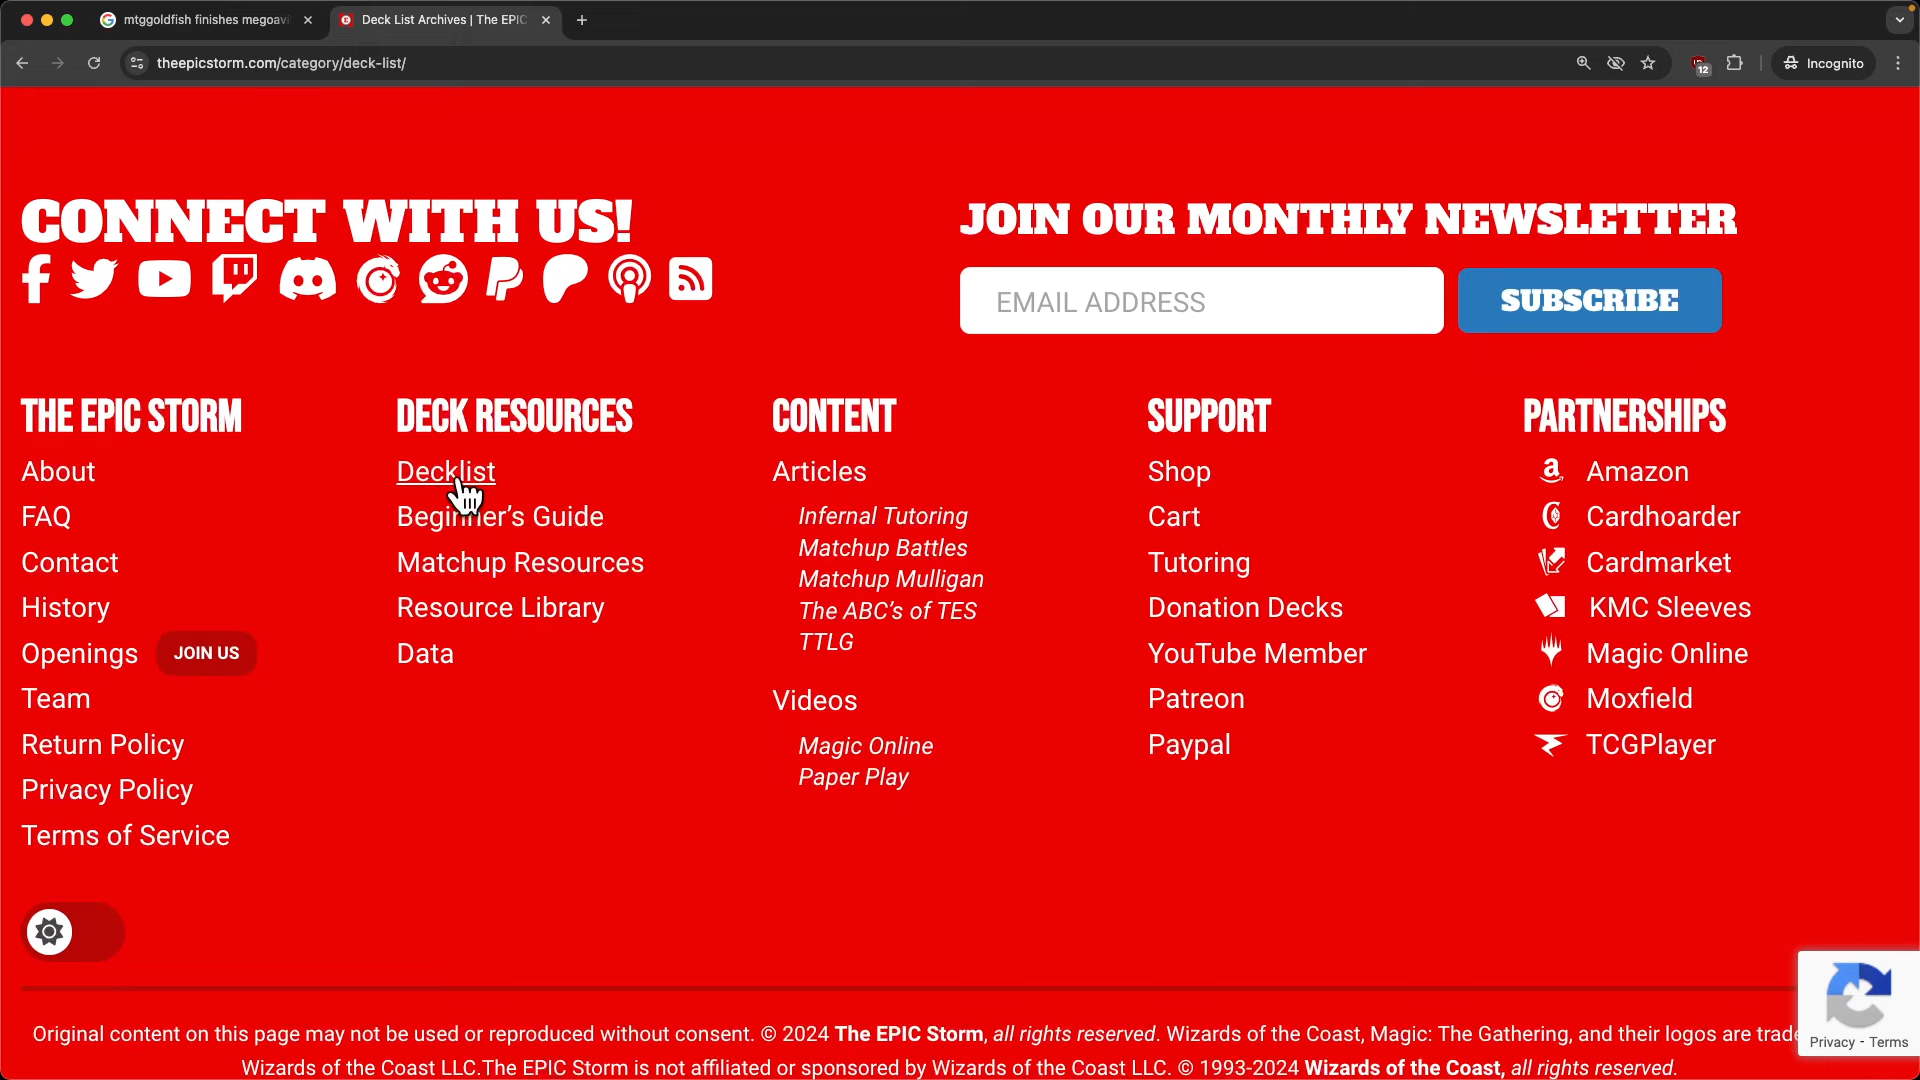 mtggoldfish finishes megoavi
Deck List Archives | The EPIC
theepicstorm.com/category/deck-list/
12
Incognito
CONNECT WITH US!
JOIN OUR MONTHLY NEWSLETTER
EMAIL ADDRESS
SUBSCRIBE
THE EPIC STORM
About
FAQ
Contact
History
Openings JOIN US
Team
Return Policy
Privacy Policy
Terms of Service
DECK RESOURCES
Decklist
Beginner's Guide
Matchup Resources
Resource Library
Data
CONTENT
Articles
Infernal Tutoring
Matchup Battles
Matchup Mulligan
The ABC's of TES
TTLG
Videos
Magic Online
Paper Play
SUPPORT
Shop
Cart
Tutoring
Donation Decks
YouTube Member
Patreon
Paypal
PARTNERSHIPS
Amazon
Cardhoarder
Cardmarket
KMC Sleeves
Magic Online
Moxfield
TCGPlayer
Original content on this page may not be used or reproduced without consent. © 2024 The EPIC Storm, all rights reserved. Wizards of the Coast, Magic: The Gathering, and their logos are trade
Wizards of the Coast LLC.The EPIC Storm is not affiliated or sponsored by Wizards of the Coast LLC. © 1993-2024 Wizards of the Coast, all rights reserved.
Privacy - Terms